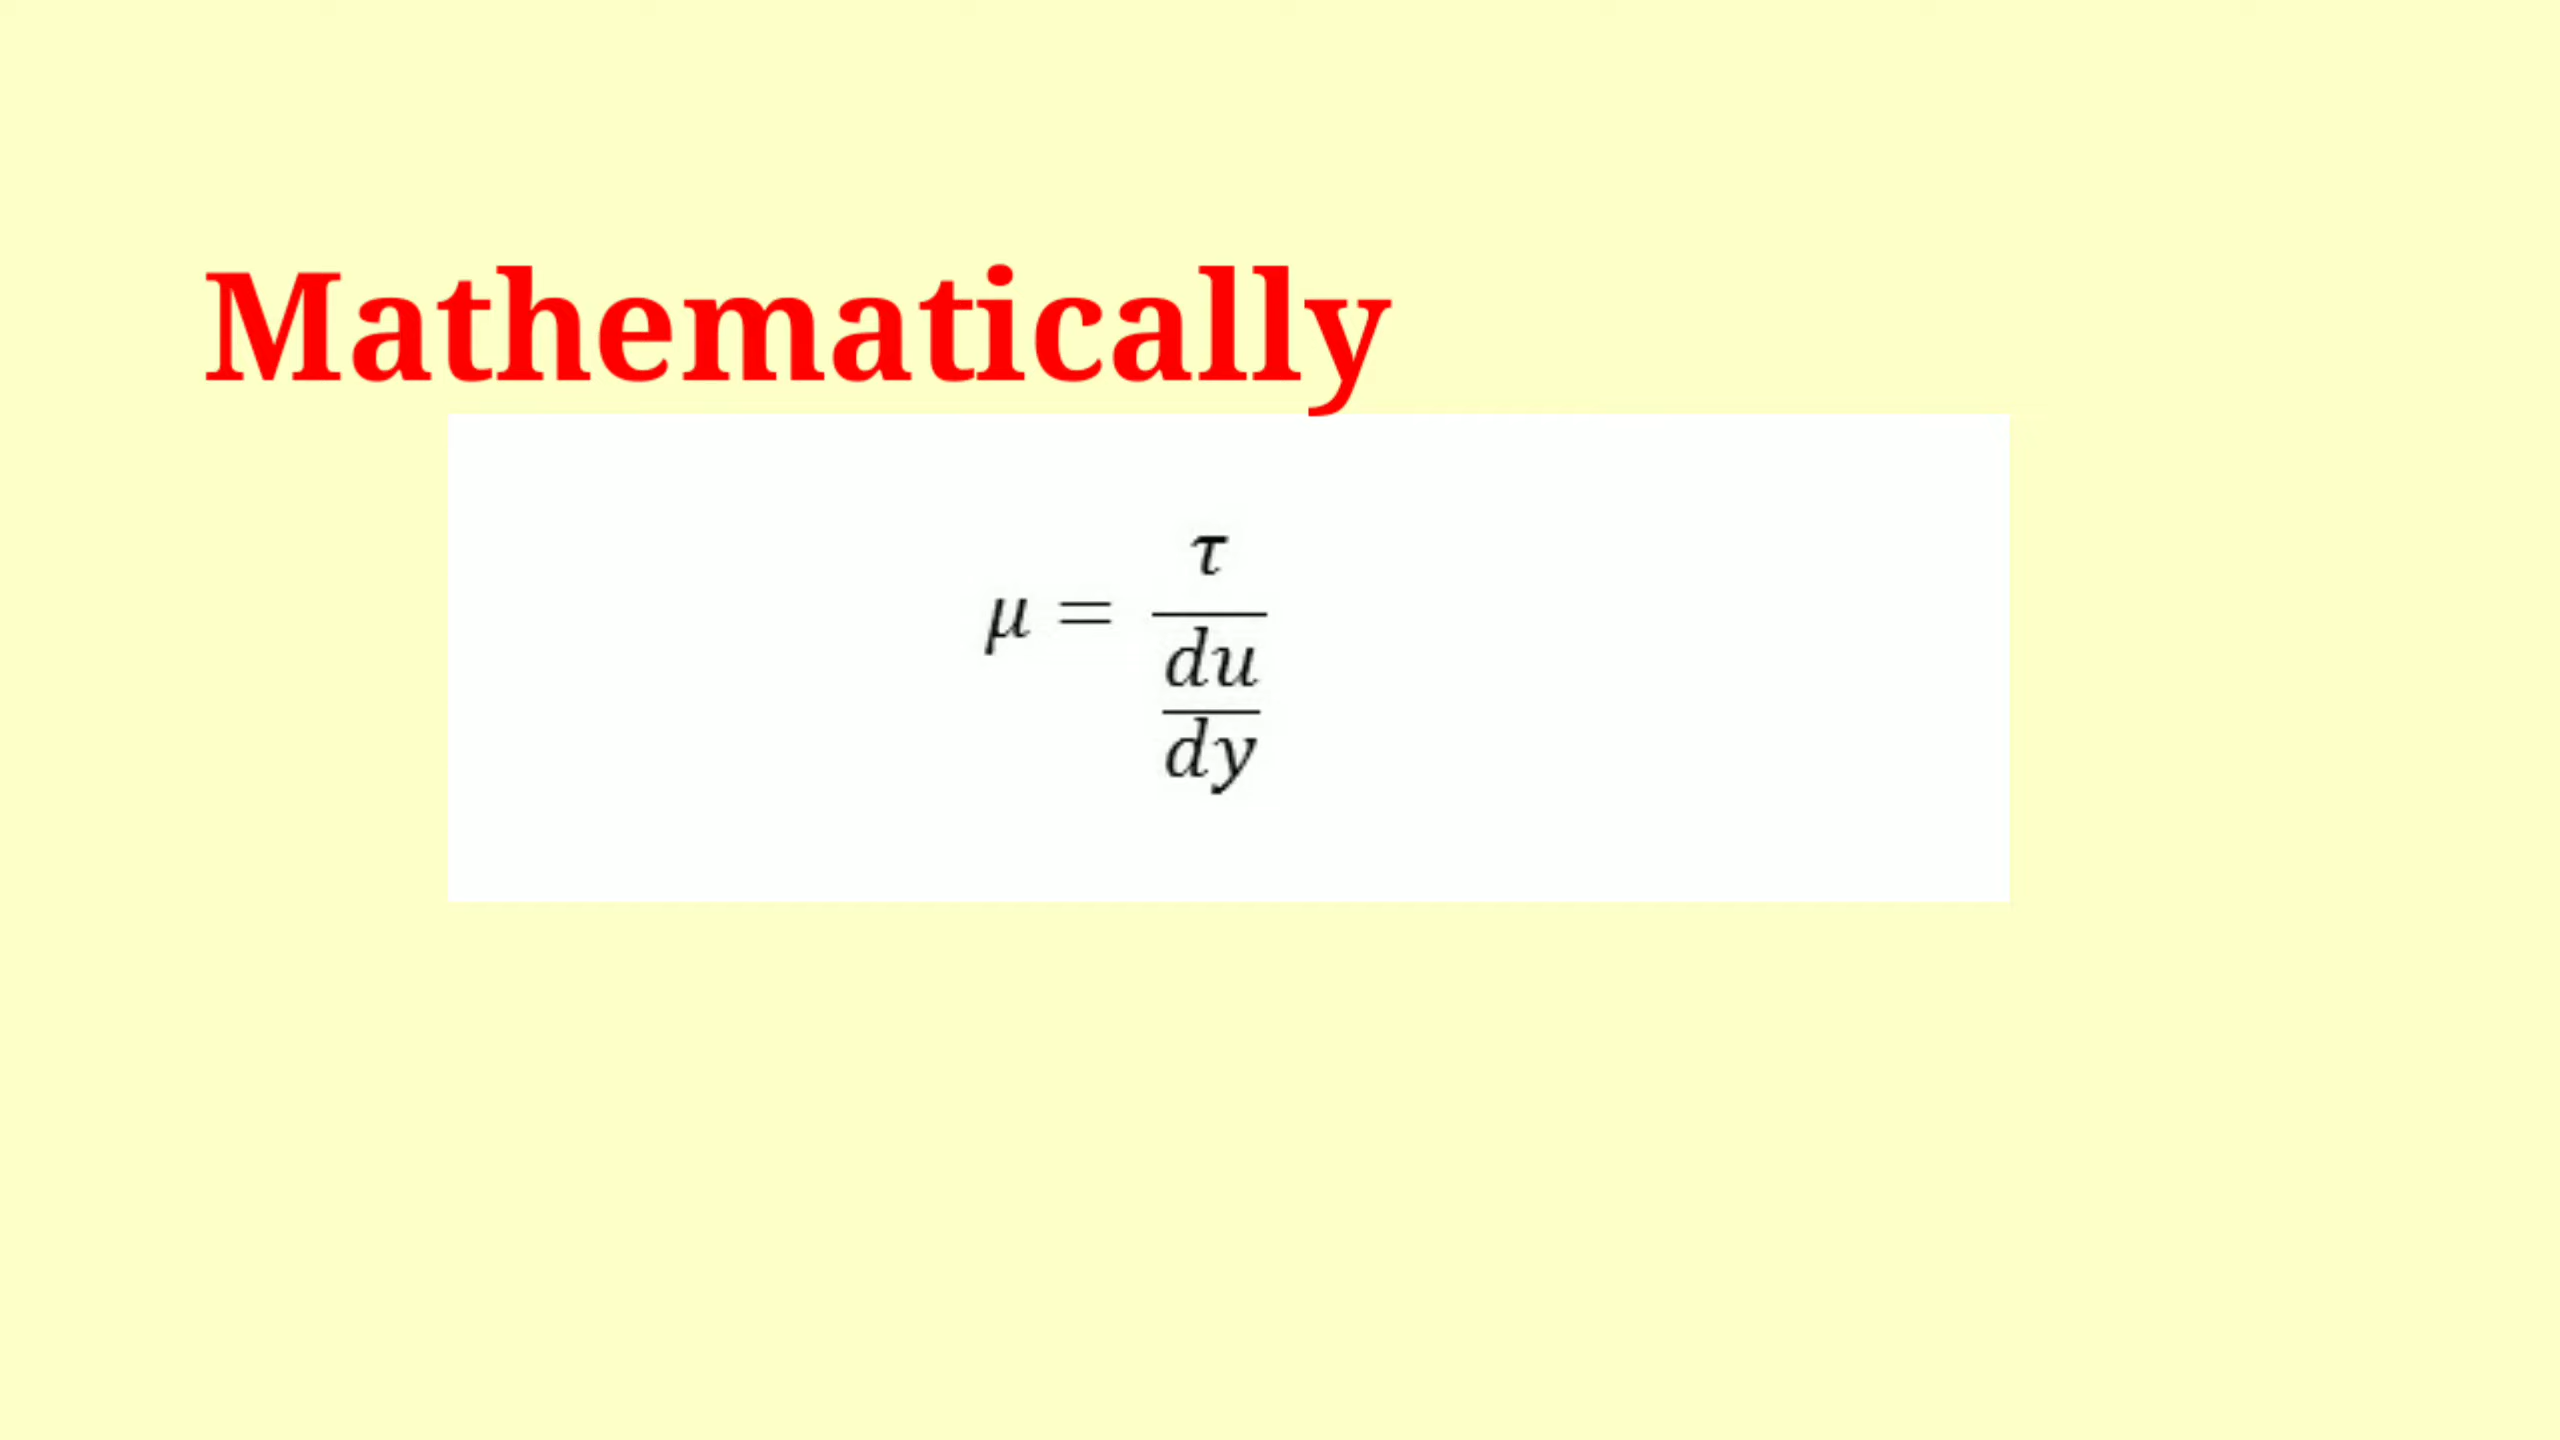 Mathematically
μ = τ / (du/dy)